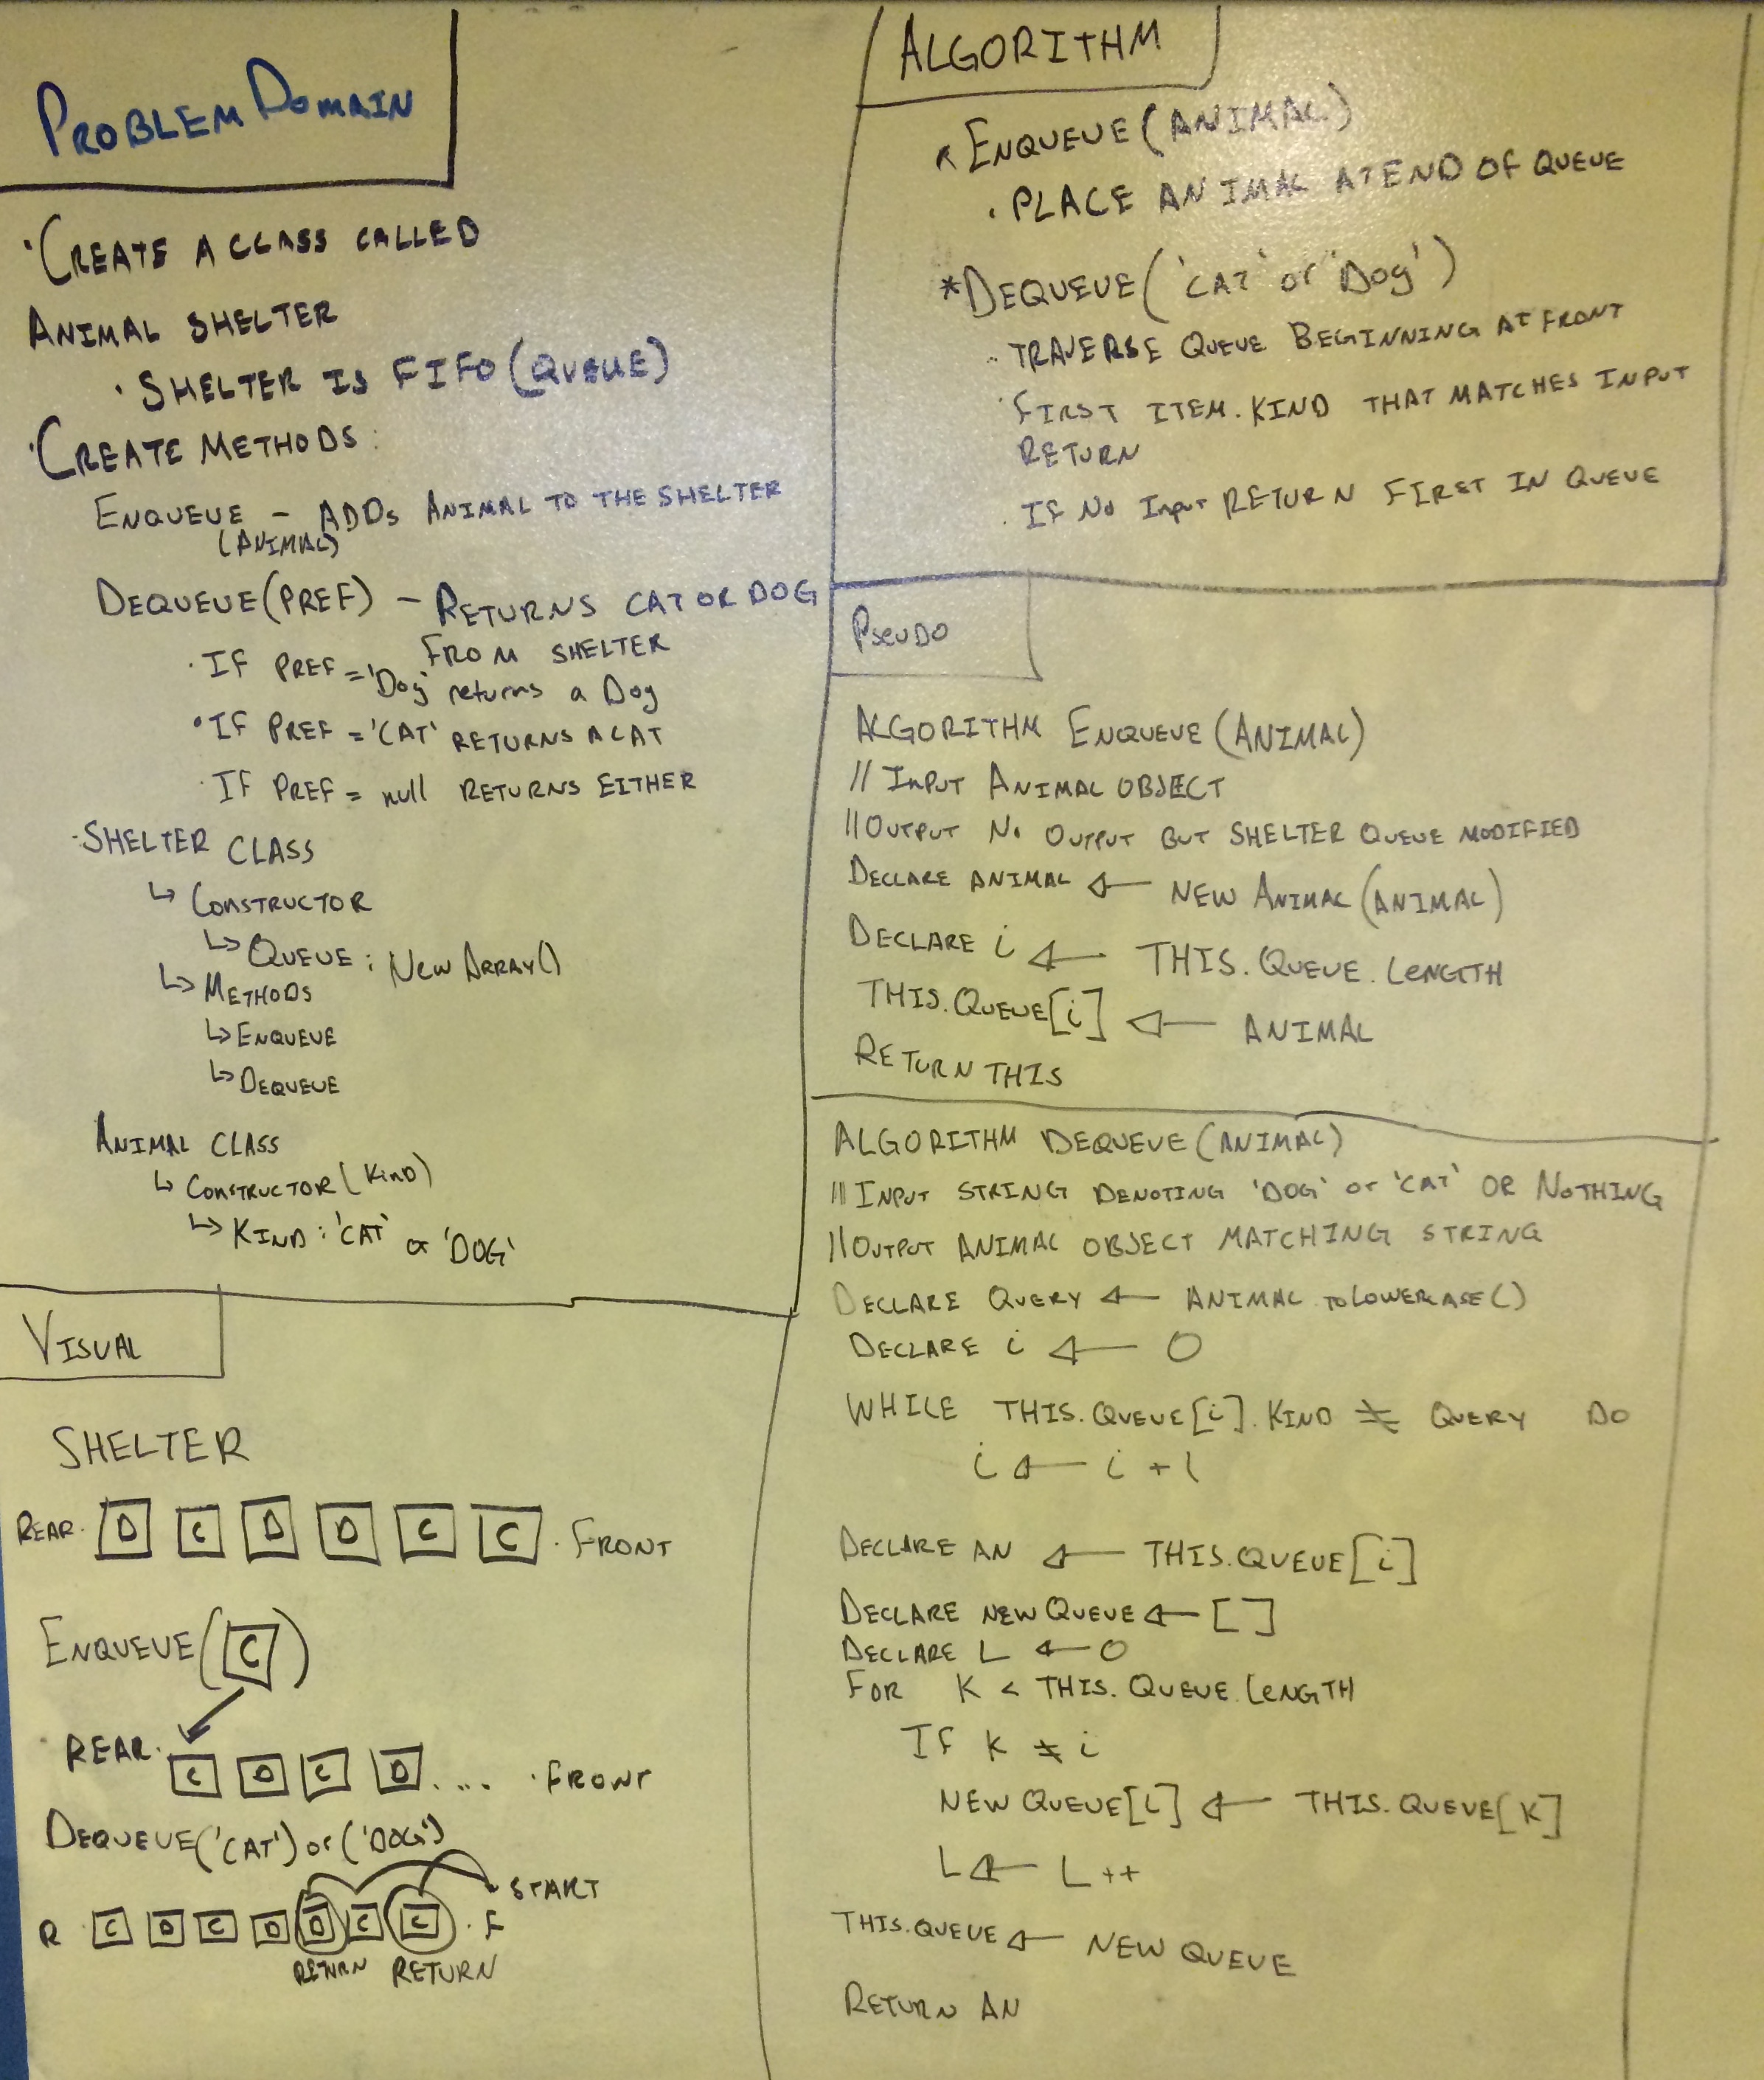 PROBLEM DOMAIN
· CREATE A CLASS CALLED
ANIMAL SHELTER
· SHELTER IS FIFO (QUEUE)
· CREATE METHODS:
ENQUEUE - ADDS ANIMAL TO THE SHELTER
(ANIMAL)
DEQUEUE(PREF) - RETURNS CAT OR DOG
FROM SHELTER
· IF PREF = 'Dog' returns a Dog
· IF PREF = 'CAT' RETURNS A CAT
· IF PREF = null RETURNS EITHER
· SHELTER CLASS
↳ CONSTRUCTOR
↳ QUEUE : NEW ARRAY()
↳ METHODS
↳ ENQUEUE
↳ DEQUEUE
ANIMAL CLASS
↳ CONSTRUCTOR (KIND)
↳ KIND : 'CAT' or 'DOG'
VISUAL
SHELTER
REAR · D C D D C C · FRONT
ENQUEUE( C )
· REAR · C D C D .... · FRONT
DEQUEUE('CAT') or ('DOG')
START
R C D C D D C C · F
RETURN RETURN
ALGORITHM
* ENQUEUE (ANIMAL)
· PLACE ANIMAL AT END OF QUEUE
* DEQUEUE ('CAT' or 'Dog')
· TRAVERSE QUEUE BEGINNING AT FRONT
· FIRST ITEM.KIND THAT MATCHES INPUT
RETURN
· IF No Input RETURN FIRST IN QUEUE
PSEUDO
ALGORITHM ENQUEUE (ANIMAL)
// INPUT ANIMAL OBJECT
// OUTPUT No OUTPUT BUT SHELTER QUEUE MODIFIED
DECLARE ANIMAL ← NEW ANIMAL (ANIMAL)
DECLARE i ← THIS.QUEUE.LENGTH
THIS.QUEUE[i] ← ANIMAL
RETURN THIS
ALGORITHM DEQUEUE (ANIMAL)
// INPUT STRING DENOTING 'DOG' or 'CAT' OR NOTHING
// OUTPUT ANIMAL OBJECT MATCHING STRING
DECLARE QUERY ← ANIMAL.toLOWERCASE()
DECLARE i ← 0
WHILE THIS.QUEUE[i].KIND ≠ QUERY DO
i ← i + 1
DECLARE AN ← THIS.QUEUE[i]
DECLARE NEW QUEUE ← [ ]
DECLARE L ← 0
FOR K < THIS.QUEUE.LENGTH
IF K ≠ i
NEW QUEUE[L] ← THIS.QUEUE[K]
L ← L ++
THIS.QUEUE ← NEW QUEUE
RETURN AN